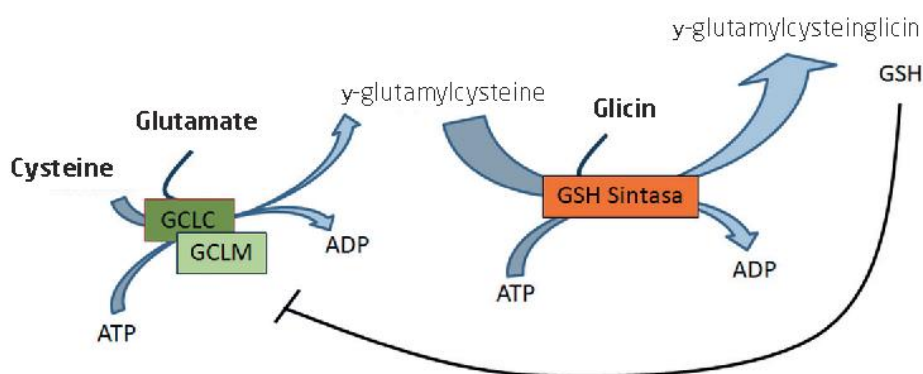 y-glutamylcysteinglicin
GSH
y-glutamylcysteine
Glutamate
Glicin
Cysteine
GCLC
GSH Sintasa
GCLM
ADP
ADP
ATP
ATP